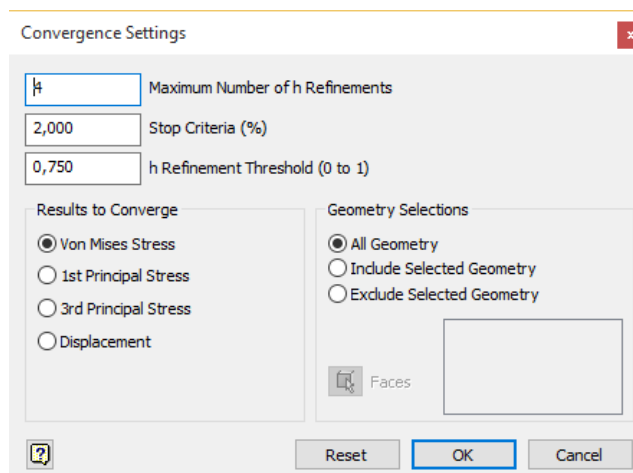 Convergence Settings
x
4 Maximum Number of h Refinements
2,000 Stop Criteria (%)
0,750 h Refinement Threshold (0 to 1)
Results to Converge
Von Mises Stress
1st Principal Stress
3rd Principal Stress
Displacement
Geometry Selections
All Geometry
Include Selected Geometry
Exclude Selected Geometry
Faces
? Reset OK Cancel